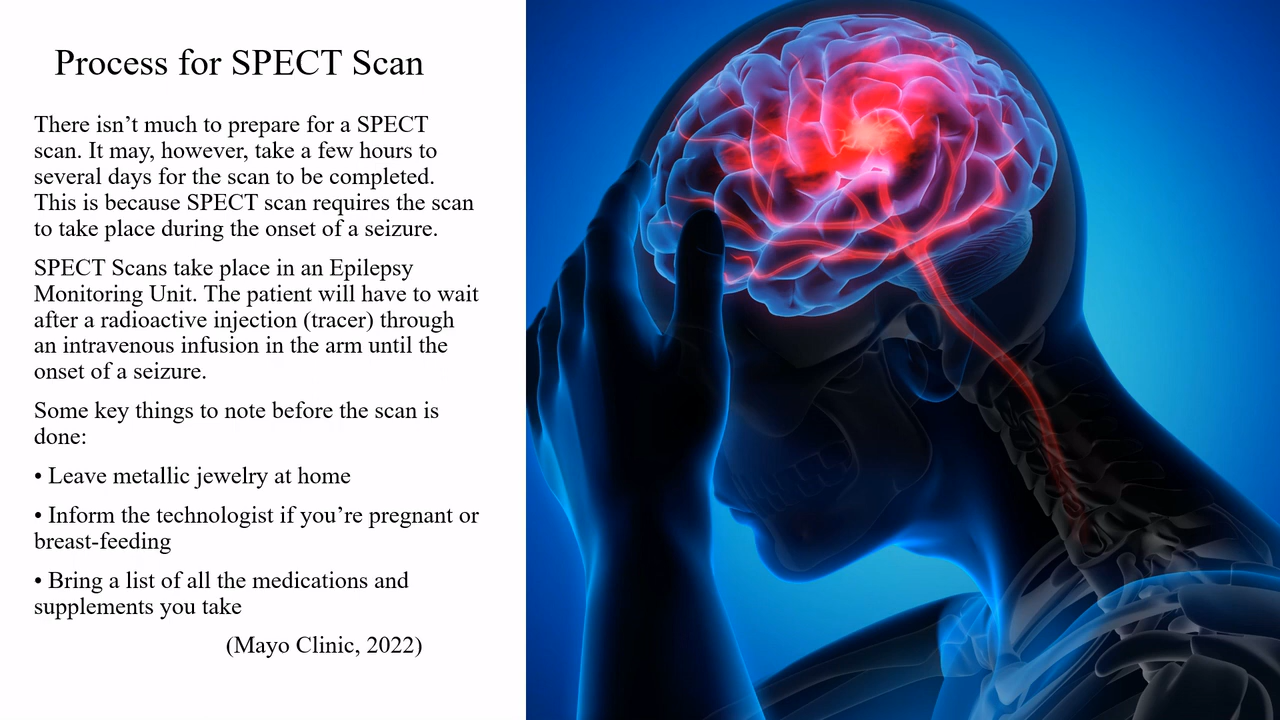 Process for SPECT Scan
There isn’t much to prepare for a SPECT
scan. It may, however, take a few hours to
several days for the scan to be completed.
This is because SPECT scan requires the scan
to take place during the onset of a seizure.
SPECT Scans take place in an Epilepsy
Monitoring Unit. The patient will have to wait
after a radioactive injection (tracer) through
an intravenous infusion in the arm until the
onset of a seizure.
Some key things to note before the scan is
done:
• Leave metallic jewelry at home
• Inform the technologist if you’re pregnant or
breast-feeding
• Bring a list of all the medications and
supplements you take
(Mayo Clinic, 2022)